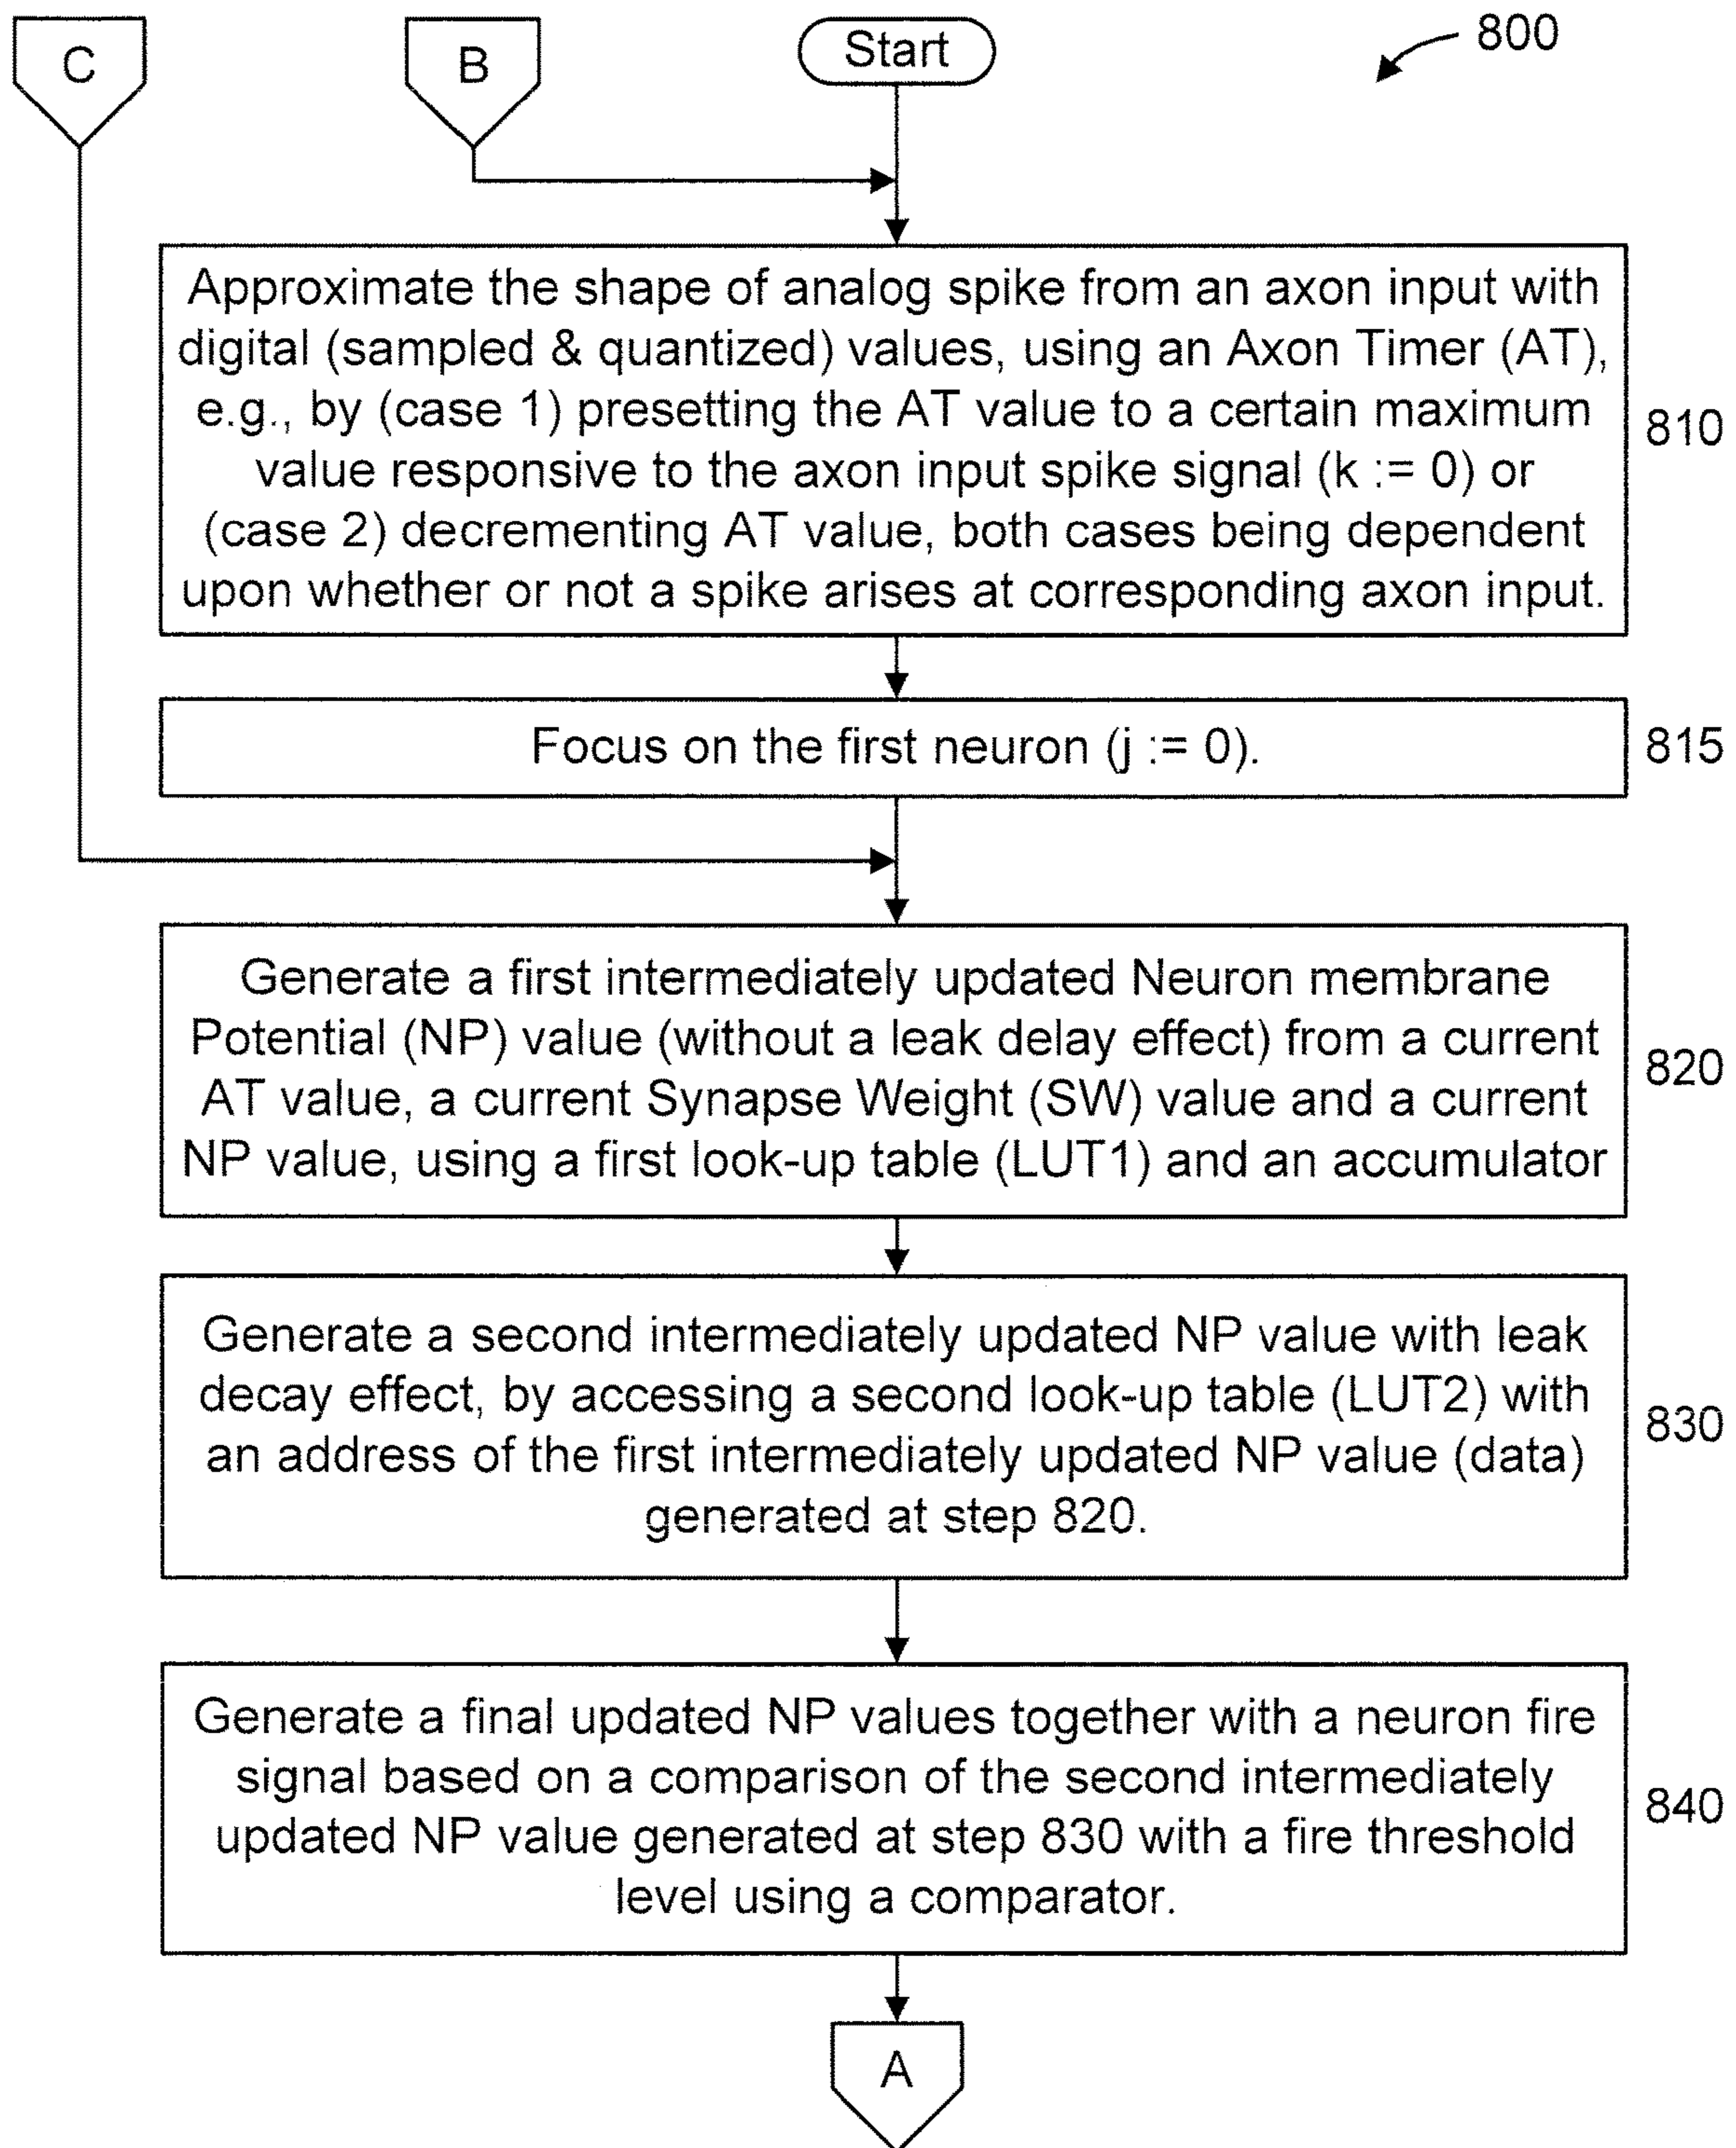 C
B
Start
800
Approximate the shape of analog spike from an axon input with
digital (sampled & quantized) values, using an Axon Timer (AT),
e.g., by (case 1) presetting the AT value to a certain maximum
value responsive to the axon input spike signal (k := 0) or
(case 2) decrementing AT value, both cases being dependent
upon whether or not a spike arises at corresponding axon input.
810
Focus on the first neuron (j := 0).
815
Generate a first intermediately updated Neuron membrane
Potential (NP) value (without a leak delay effect) from a current
AT value, a current Synapse Weight (SW) value and a current
NP value, using a first look-up table (LUT1) and an accumulator
820
Generate a second intermediately updated NP value with leak
decay effect, by accessing a second look-up table (LUT2) with
an address of the first intermediately updated NP value (data)
generated at step 820.
830
Generate a final updated NP values together with a neuron fire
signal based on a comparison of the second intermediately
updated NP value generated at step 830 with a fire threshold
level using a comparator.
840
A